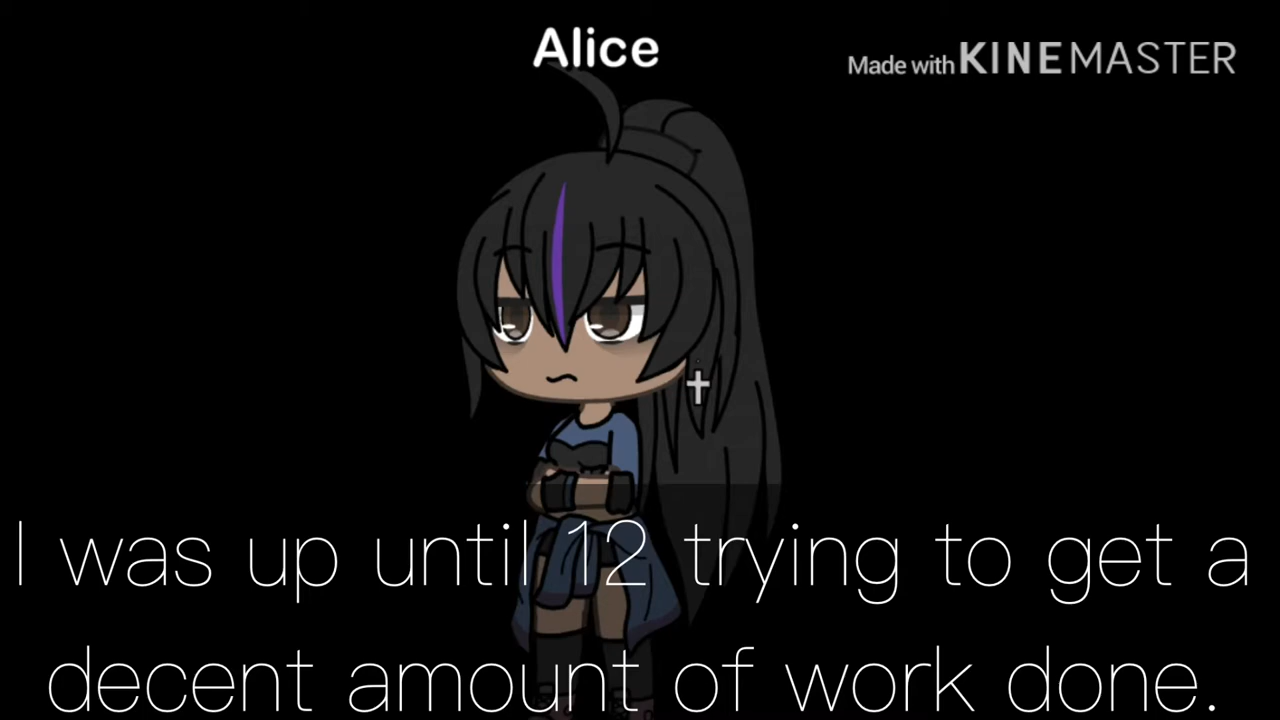 Alice
Made with KINEMASTER
I was up until 12 trying to get a
decent amount of work done.